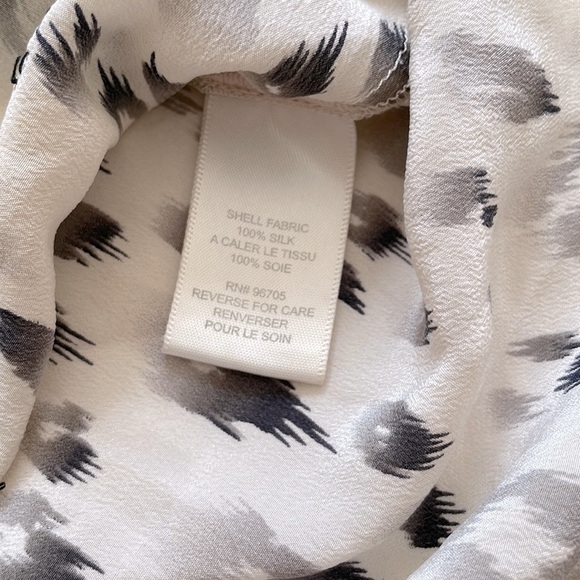 SHELL FABRIC
100% SILK
A CALER LE TISSU
100% SOIE
RN# 96705
REVERSE FOR CARE
RENVERSER
POUR LE SOIN